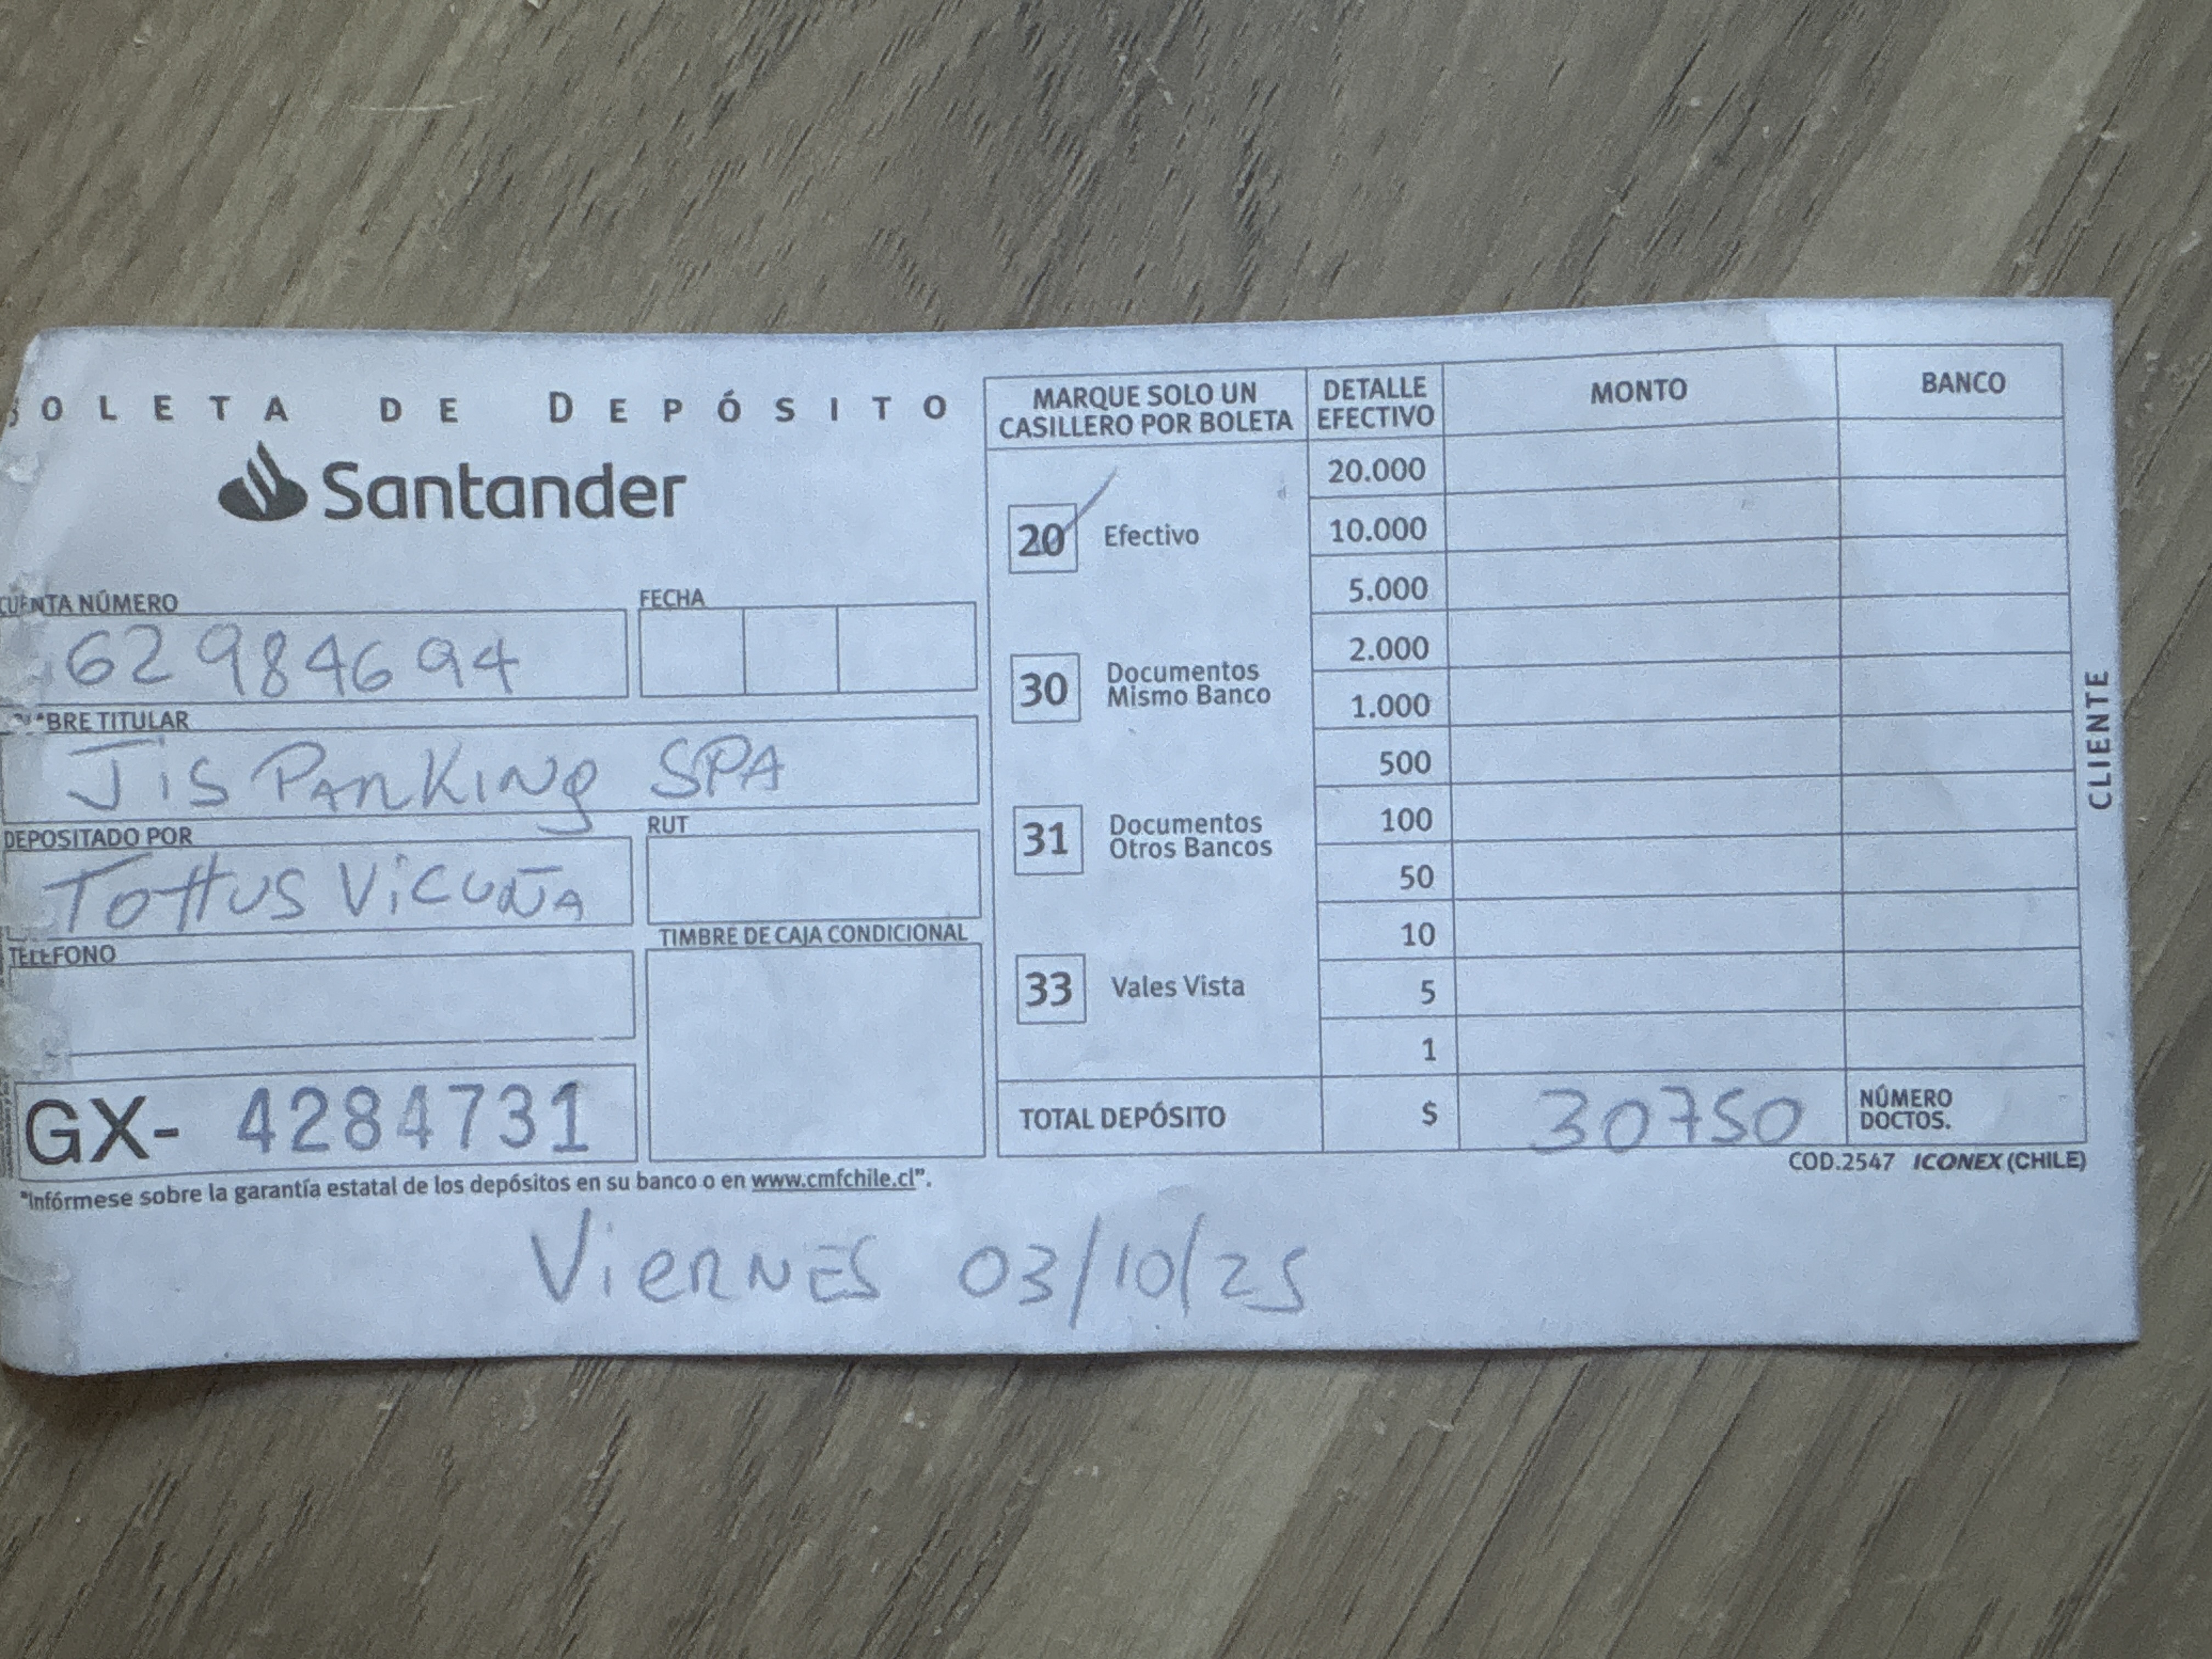 BOLETA DE DEPÓSITO
Santander
CUENTA NÚMERO
62984694
FECHA
BRE TITULAR
Jis Parking SPA
DEPOSITADO POR
Tottus Vicuña
RUT
TELÉFONO
TIMBRE DE CAJA CONDICIONAL
GX- 4284731
"Infórmese sobre la garantía estatal de los depósitos en su banco o en www.cmfchile.cl".
MARQUE SOLO UN
CASILLERO POR BOLETA
20 Efectivo
30 Documentos
Mismo Banco
31 Documentos
Otros Bancos
33 Vales Vista
DETALLE
EFECTIVO
MONTO
BANCO
20.000
10.000
5.000
2.000
1.000
500
100
50
10
5
1
TOTAL DEPÓSITO $ 30750
NÚMERO
DOCTOS.
COD.2547 ICONEX (CHILE)
CLIENTE
Viernes 03/10/25